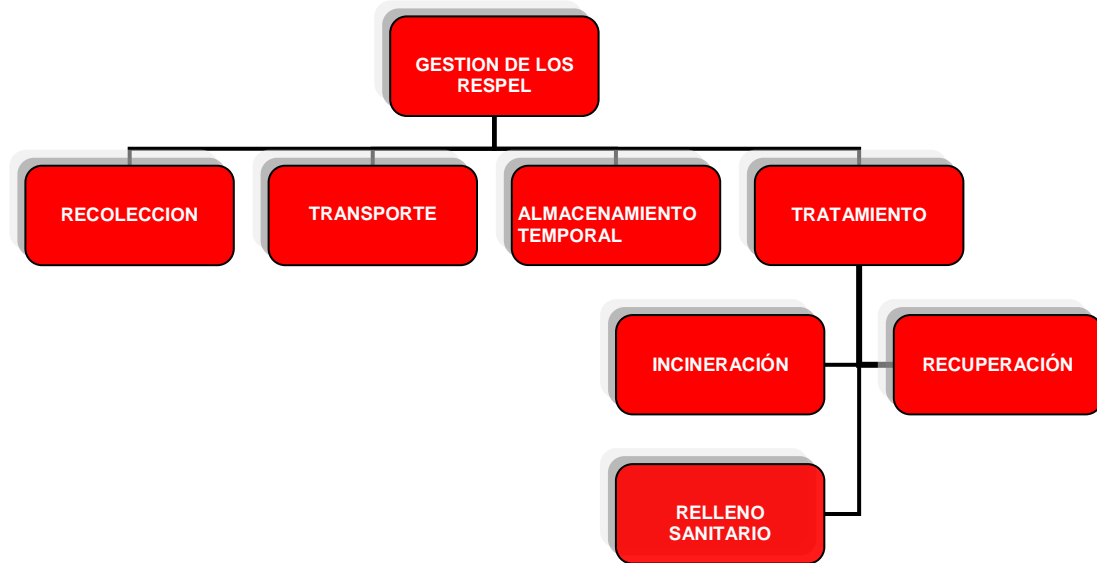 GESTION DE LOS
RESPEL
RECOLECCION
TRANSPORTE
ALMACENAMIENTO
TEMPORAL
TRATAMIENTO
INCINERACIÓN
RECUPERACIÓN
RELLENO
SANITARIO